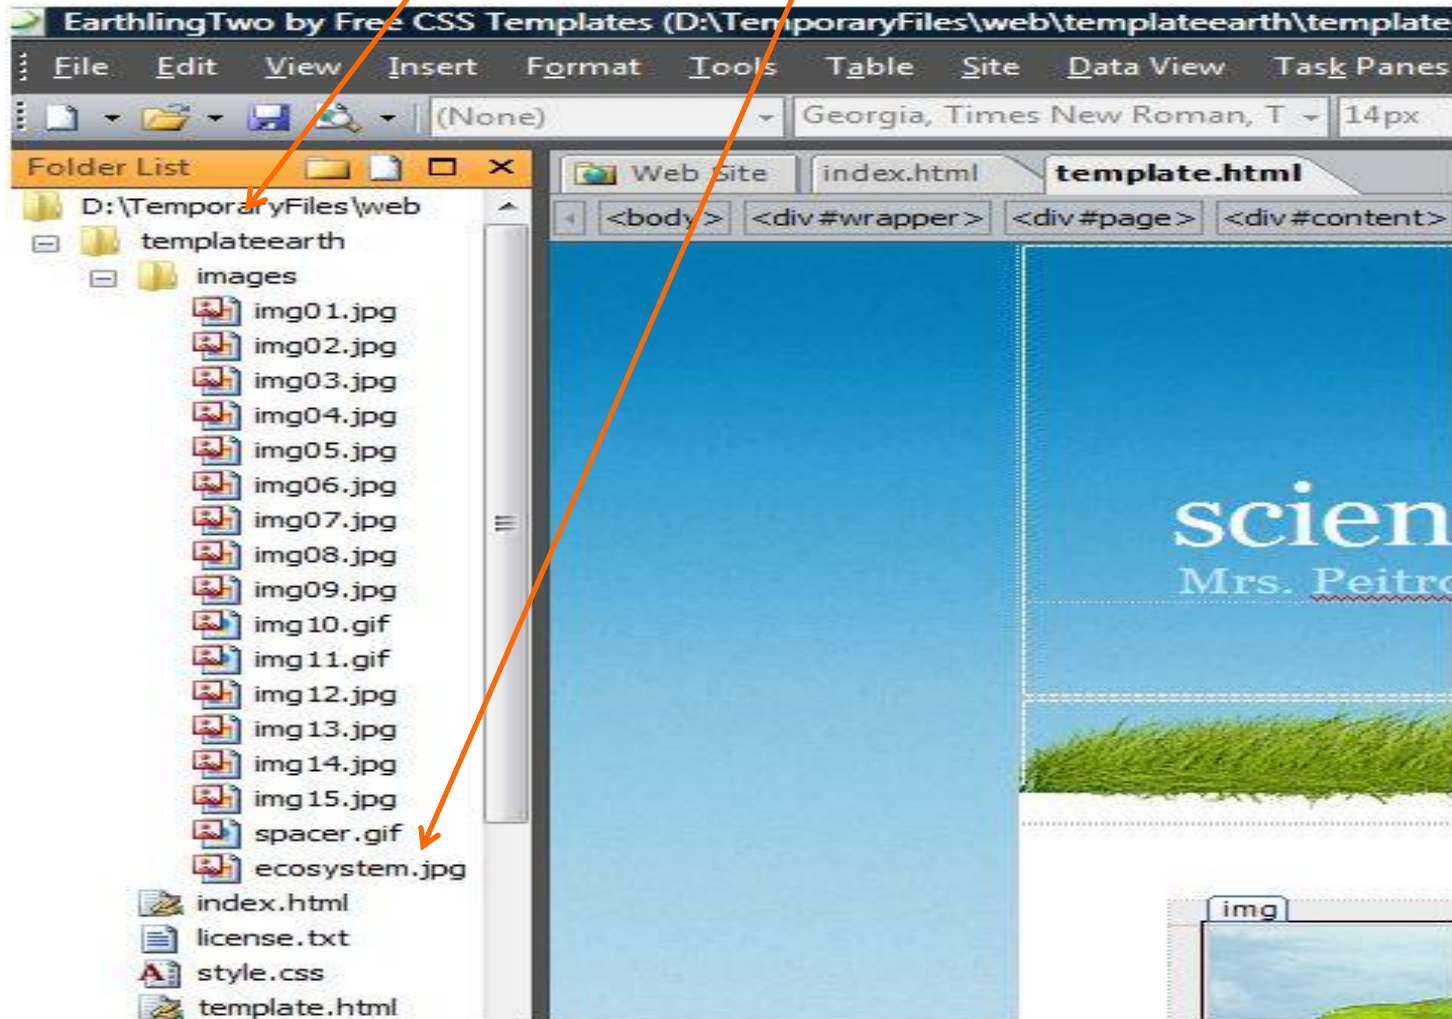 EarthlingTwo by Free CSS Templates (D:\TemporaryFiles\web\templateearth\template
File Edit View Insert Format Tools Table Site Data View Task Panes
(None) Georgia, Times New Roman, T 14px
Folder List
Web Site index.html template.html
<body> <div#wrapper> <div#page> <div#content>
D:\TemporaryFiles\web
templateearth
images
img01.jpg
img02.jpg
img03.jpg
img04.jpg
img05.jpg
img06.jpg
img07.jpg
img08.jpg
img09.jpg
img10.gif
img11.gif
img12.jpg
img13.jpg
img14.jpg
img15.jpg
spacer.gif
ecosystem.jpg
index.html
license.txt
style.css
template.html
scien
Mrs. Peitro
img